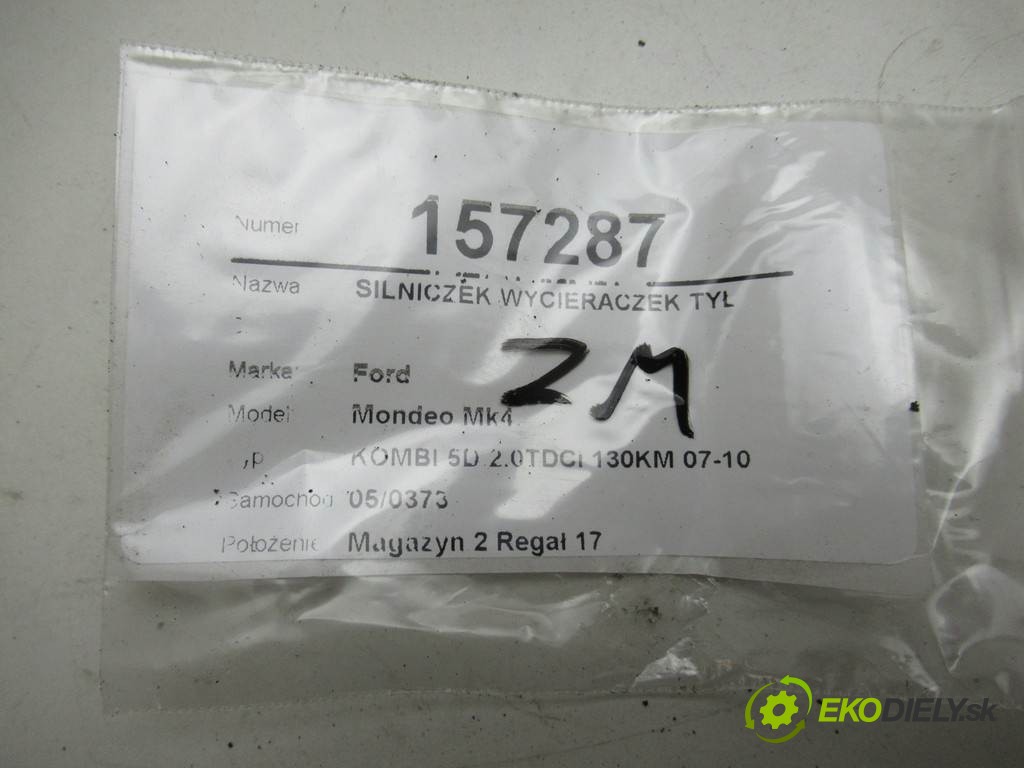 Numer 157287
Nazwa SILNICZEK WYCIERACZEK TYŁ
ZM
Marka Ford
Model Mondeo Mk4
KOMBI 5D 2.0TDCI 130KM 07-10
Samochód 05/0373
Położenie Magazyn 2 Regał 17
EKODIELY.sk